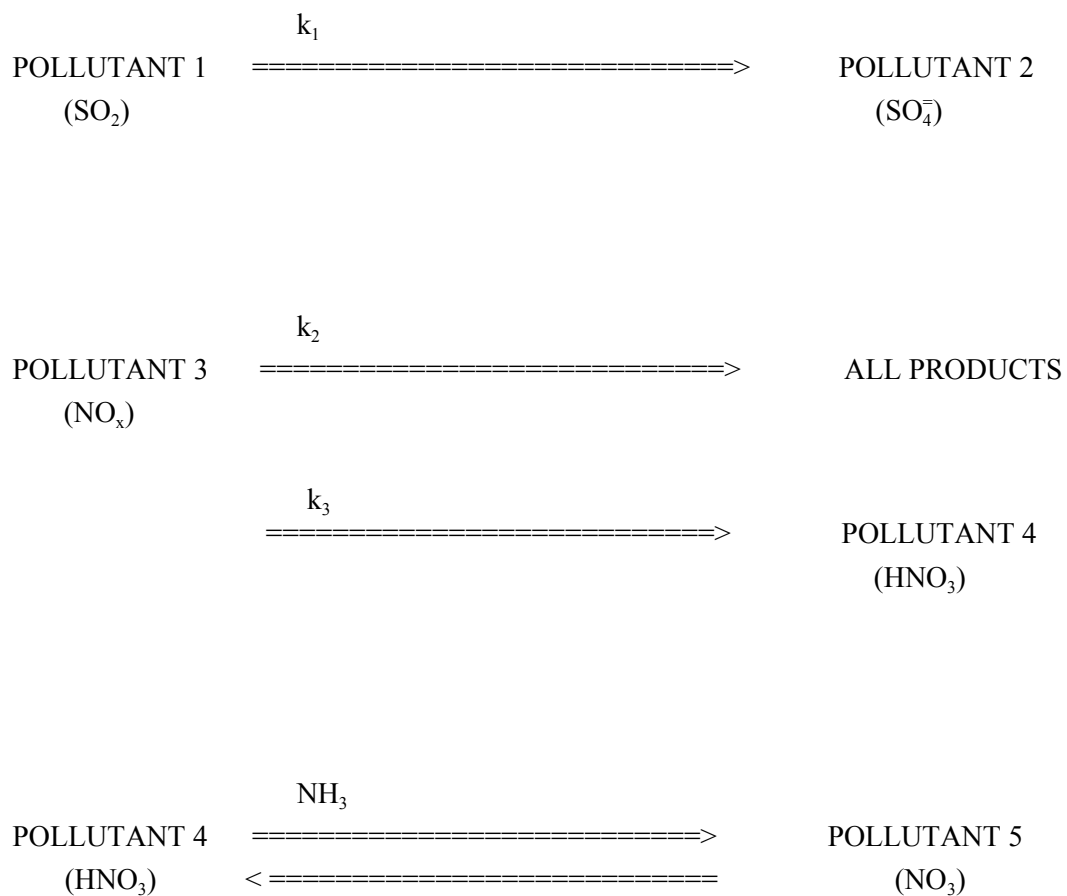 k₁
POLLUTANT 1 =============================> POLLUTANT 2
(SO₂) (SO₄⁼)
k₂
POLLUTANT 3 ============================> ALL PRODUCTS
(NOₓ)
k₃
===========================> POLLUTANT 4
(HNO₃)
NH₃
POLLUTANT 4 ===========================> POLLUTANT 5
(HNO₃) < =========================== (NO₃)